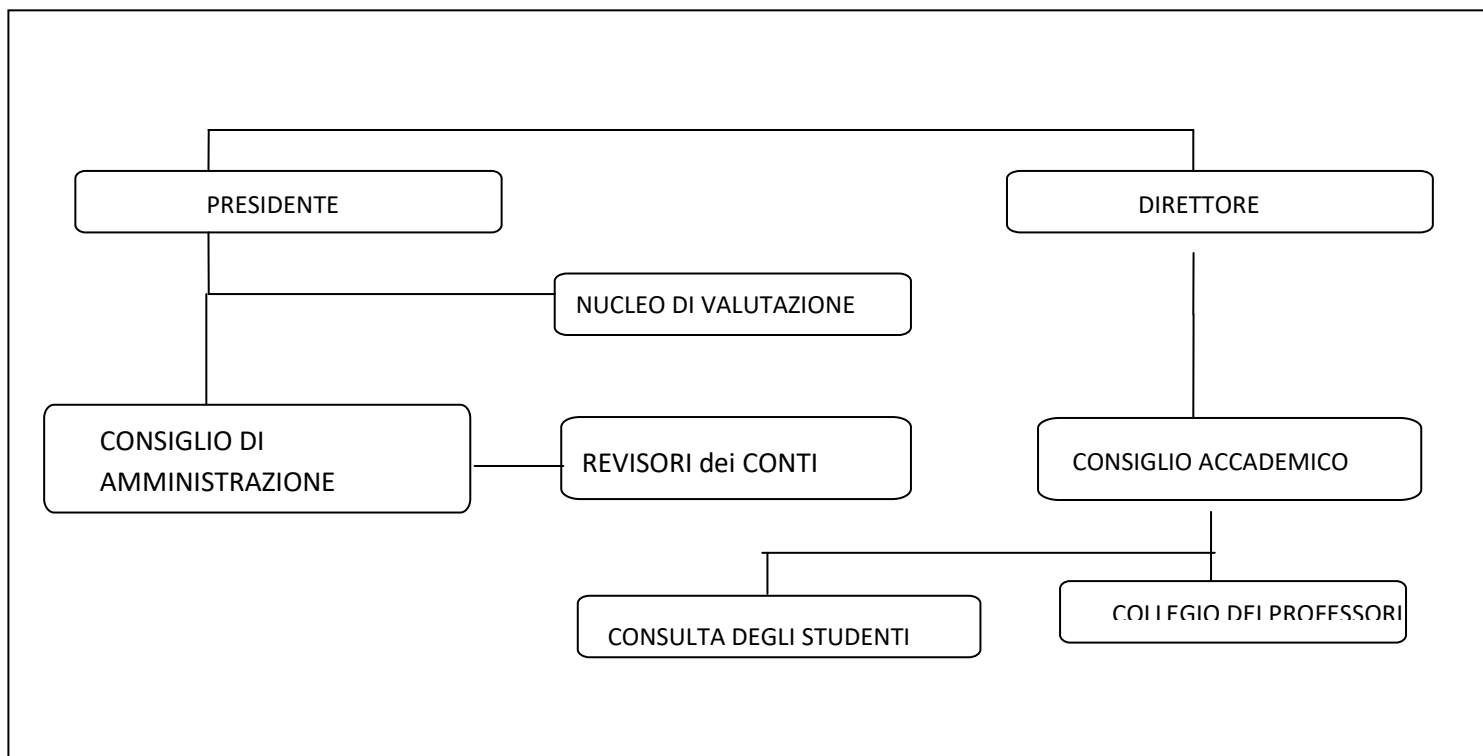 PRESIDENTE
DIRETTORE
NUCLEO DI VALUTAZIONE
CONSIGLIO DI
AMMINISTRAZIONE
REVISORI dei CONTI
CONSIGLIO ACCADEMICO
CONSULTA DEGLI STUDENTI
COLLEGIO DEI PROFESSORI